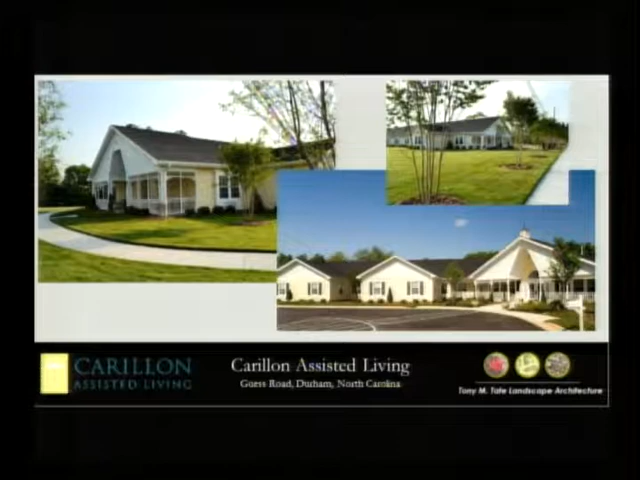 CARILLON
ASSISTED LIVING
Carillon Assisted Living
Guess Road, Durham, North Carolina
Tony M. Tate Landscape Architecture